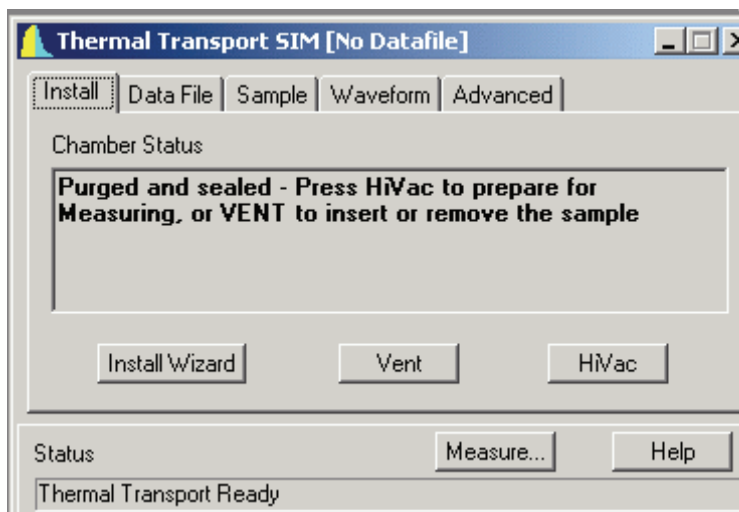 Thermal Transport SIM [No Datafile]
Install Data File Sample Waveform Advanced
Chamber Status
Purged and sealed - Press HiVac to prepare for
Measuring, or VENT to insert or remove the sample
Install Wizard Vent HiVac
Status Measure... Help
Thermal Transport Ready